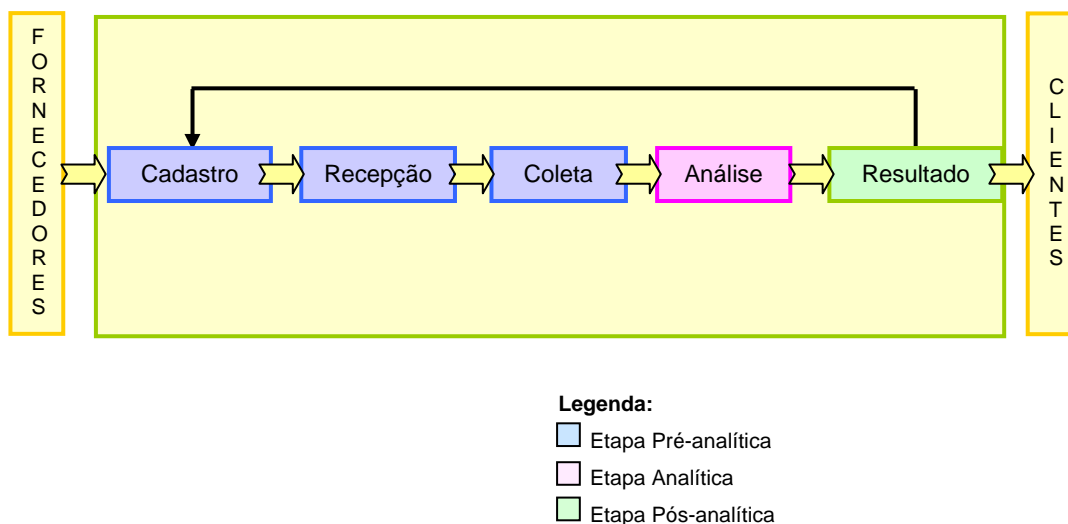 FORNECEDORES
Cadastro
Recepção
Coleta
Análise
Resultado
CLIENTES
Legenda:
Etapa Pré-analítica
Etapa Analítica
Etapa Pós-analítica